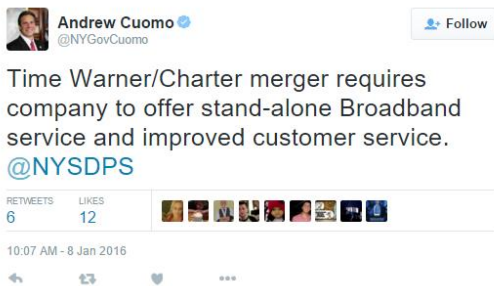 Andrew Cuomo
@NYGovCuomo
Follow
Time Warner/Charter merger requires
company to offer stand-alone Broadband
service and improved customer service.
@NYSDPS
RETWEETS LIKES
6 12
10:07 AM - 8 Jan 2016